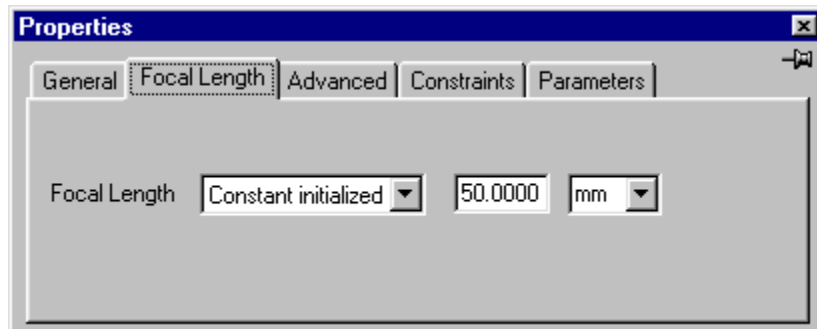 Properties
General Focal Length Advanced Constraints Parameters
Focal Length Constant initialized 50.0000 mm